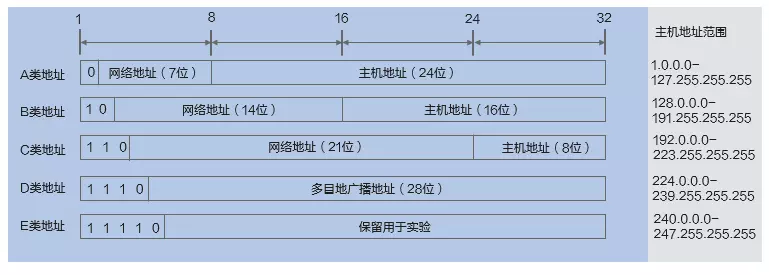 1 8 16 24 32 主机地址范围
A类地址 0 网络地址(7位) 主机地址(24位) 1.0.0.0–
127.255.255.255
B类地址 1 0 网络地址(14位) 主机地址(16位) 128.0.0.0–
191.255.255.255
C类地址 1 1 0 网络地址(21位) 主机地址(8位) 192.0.0.0–
223.255.255.255
D类地址 1 1 1 0 多目地广播地址(28位) 224.0.0.0–
239.255.255.255
E类地址 1 1 1 1 0 保留用于实验 240.0.0.0–
247.255.255.255